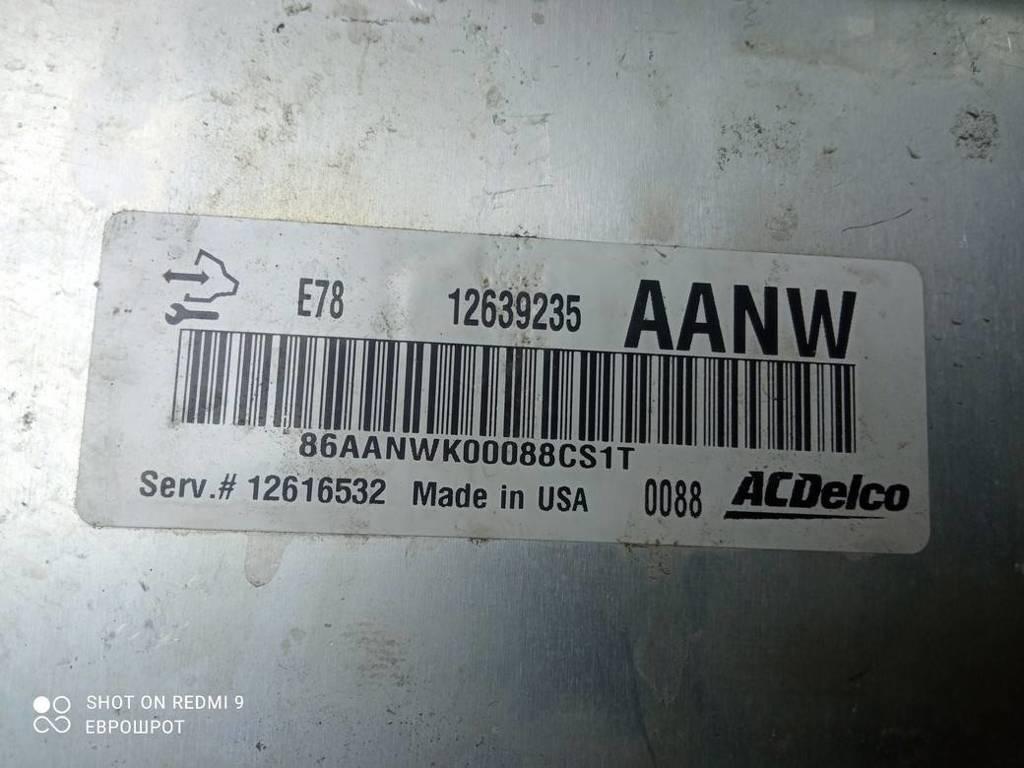 E78 12639235 AANW
86AANWK00088CS1T
Serv.# 12616532 Made in USA 0088 ACDelco
SHOT ON REDMI 9
ЕВРОШРОТ